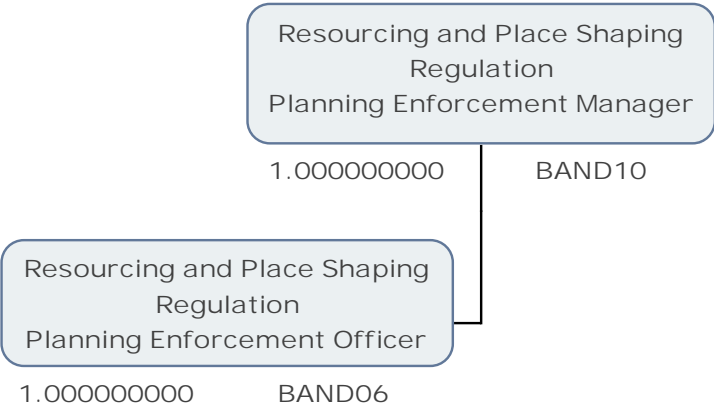 Resourcing and Place Shaping
Regulation
Planning Enforcement Manager
1.000000000 BAND10
Resourcing and Place Shaping
Regulation
Planning Enforcement Officer
1.000000000 BAND06